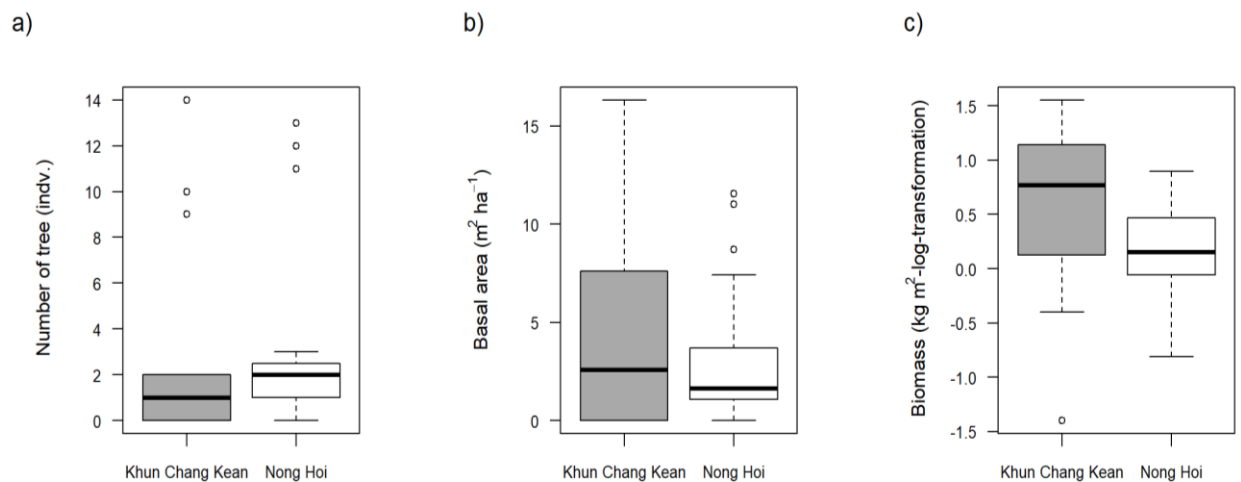 a)
Number of tree (indv.)
14
12
10
8
6
4
2
0
Khun Chang Kean Nong Hoi
b)
Basal area (m² ha⁻¹)
15
10
5
0
Khun Chang Kean Nong Hoi
c)
Biomass (kg m²-log-transformation)
1.5
1.0
0.5
0.0
-0.5
-1.0
-1.5
Khun Chang Kean Nong Hoi